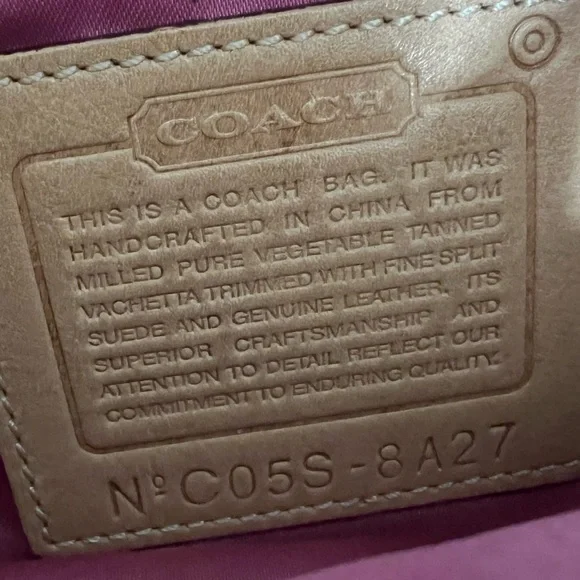 COACH
THIS IS A COACH BAG. IT WAS
HANDCRAFTED IN CHINA FROM
MILLED PURE VEGETABLE TANNED
VACHETTA TRIMMED WITH FINE SPLIT
SUEDE AND GENUINE LEATHER. ITS
SUPERIOR CRAFTSMANSHIP AND
ATTENTION TO DETAIL REFLECT OUR
COMMITMENT TO ENDURING QUALITY.
Nº C05S-8A27